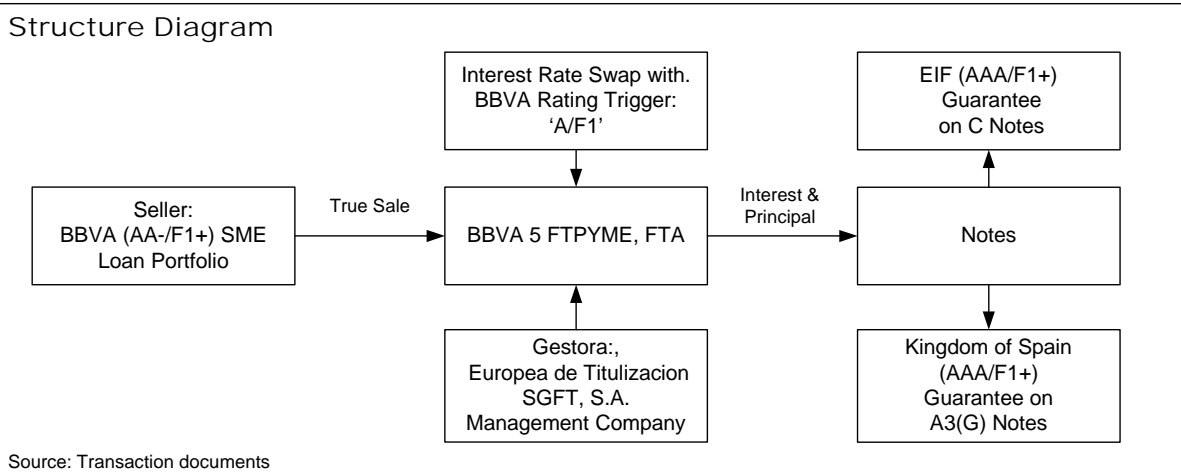 Structure Diagram
Interest Rate Swap with.
BBVA Rating Trigger:
‘A/F1’
EIF (AAA/F1+)
Guarantee
on C Notes
Seller:
BBVA (AA-/F1+) SME
Loan Portfolio
True Sale
BBVA 5 FTPYME, FTA
Interest &
Principal
Notes
Gestora:,
Europea de Titulizacion
SGFT, S.A.
Management Company
Kingdom of Spain
(AAA/F1+)
Guarantee on
A3(G) Notes
Source: Transaction documents